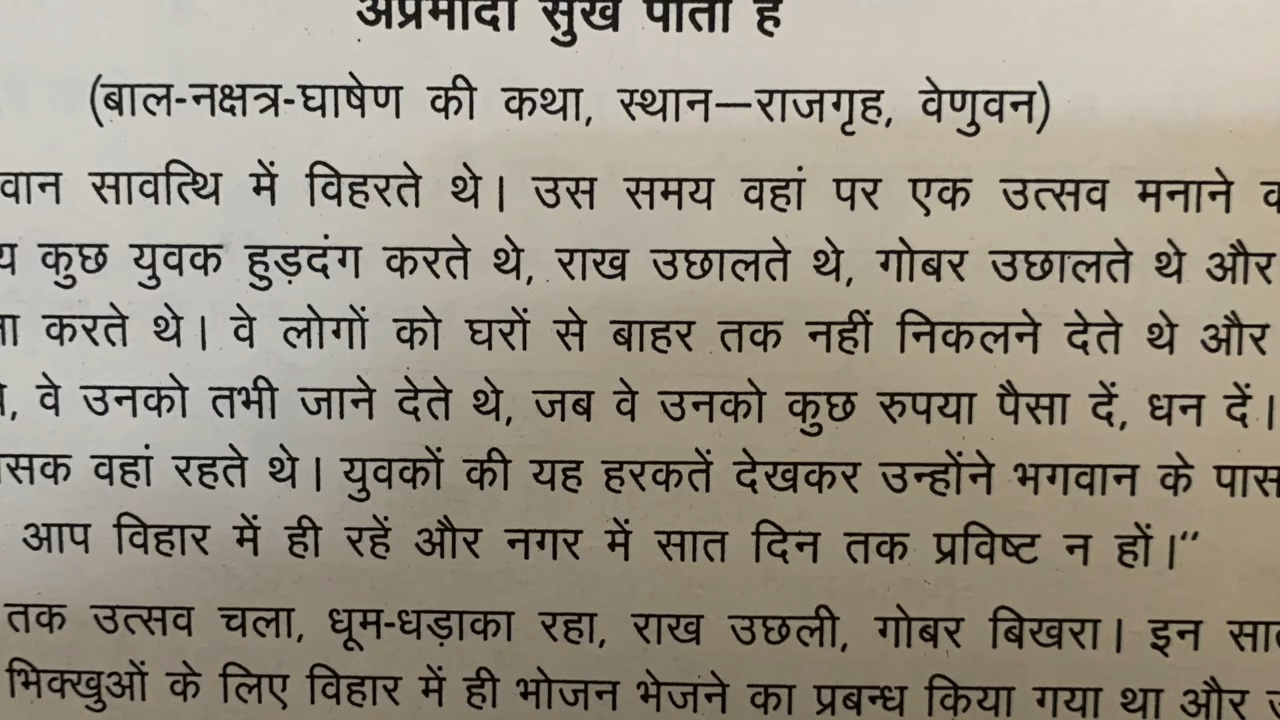 अप्रमादी सुख पाता है
(बाल-नक्षत्र-घाषेण की कथा, स्थान—राजगृह, वेणुवन)
वान सावत्थि में विहरते थे। उस समय वहां पर एक उत्सव मनाने
कुछ युवक हुड़दंग करते थे, राख उछालते थे, गोबर उछालते थे और
करते थे। वे लोगों को घरों से बाहर तक नहीं निकलने देते थे और
वे उनको तभी जाने देते थे, जब वे उनको कुछ रुपया पैसा दें, धन दें।
सक वहां रहते थे। युवकों की यह हरकतें देखकर उन्होंने भगवान के पास
आप विहार में ही रहें और नगर में सात दिन तक प्रविष्ट न हों।“
तक उत्सव चला, धूम-धड़ाका रहा, राख उछली, गोबर बिखरा। इन
भिक्खुओं के लिए विहार में ही भोजन भेजने का प्रबन्ध किया गया था और